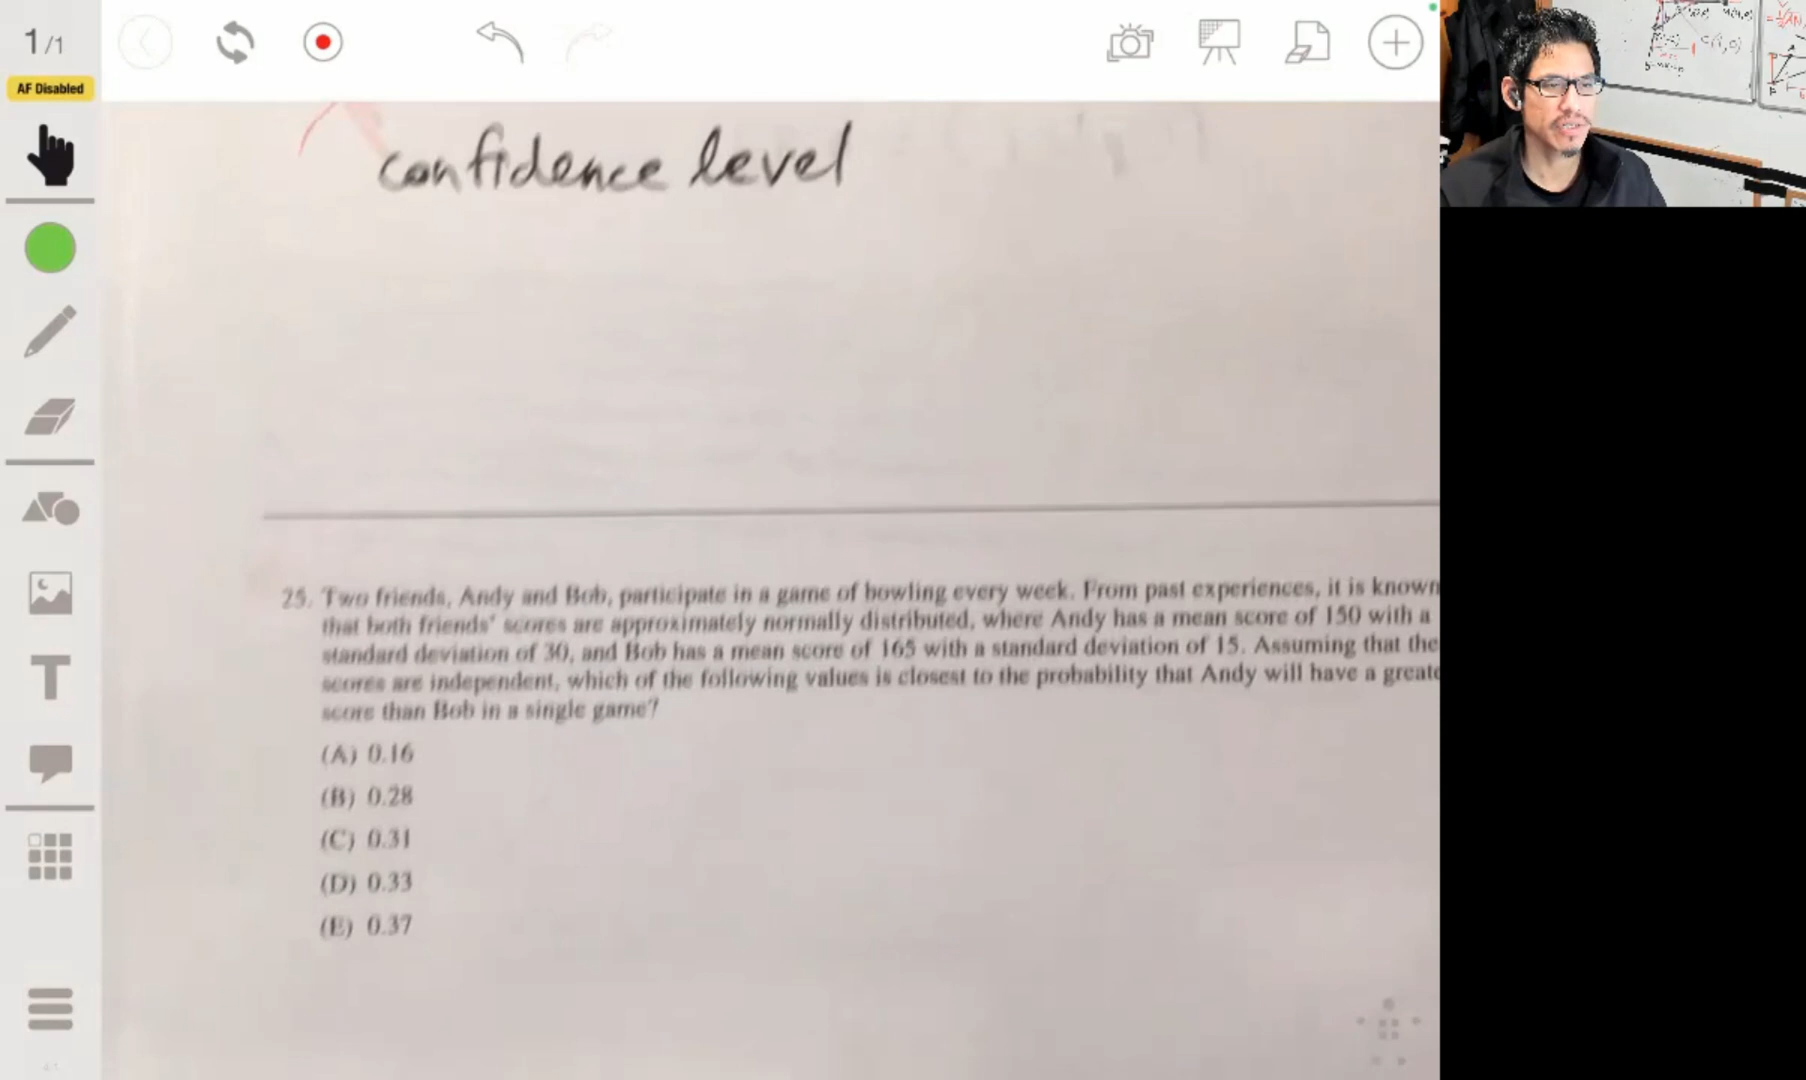 1/1
AF Disabled
confidence level
25. Two friends, Andy and Bob, participate in a game of bowling every week. From past experiences, it is known
that both friends' scores are approximately normally distributed, where Andy has a mean score of 150 with a
standard deviation of 30, and Bob has a mean score of 165 with a standard deviation of 15. Assuming that the
scores are independent, which of the following values is closest to the probability that Andy will have a greate
score than Bob in a single game?
(A) 0.16
(B) 0.28
(C) 0.31
(D) 0.33
(E) 0.37
T